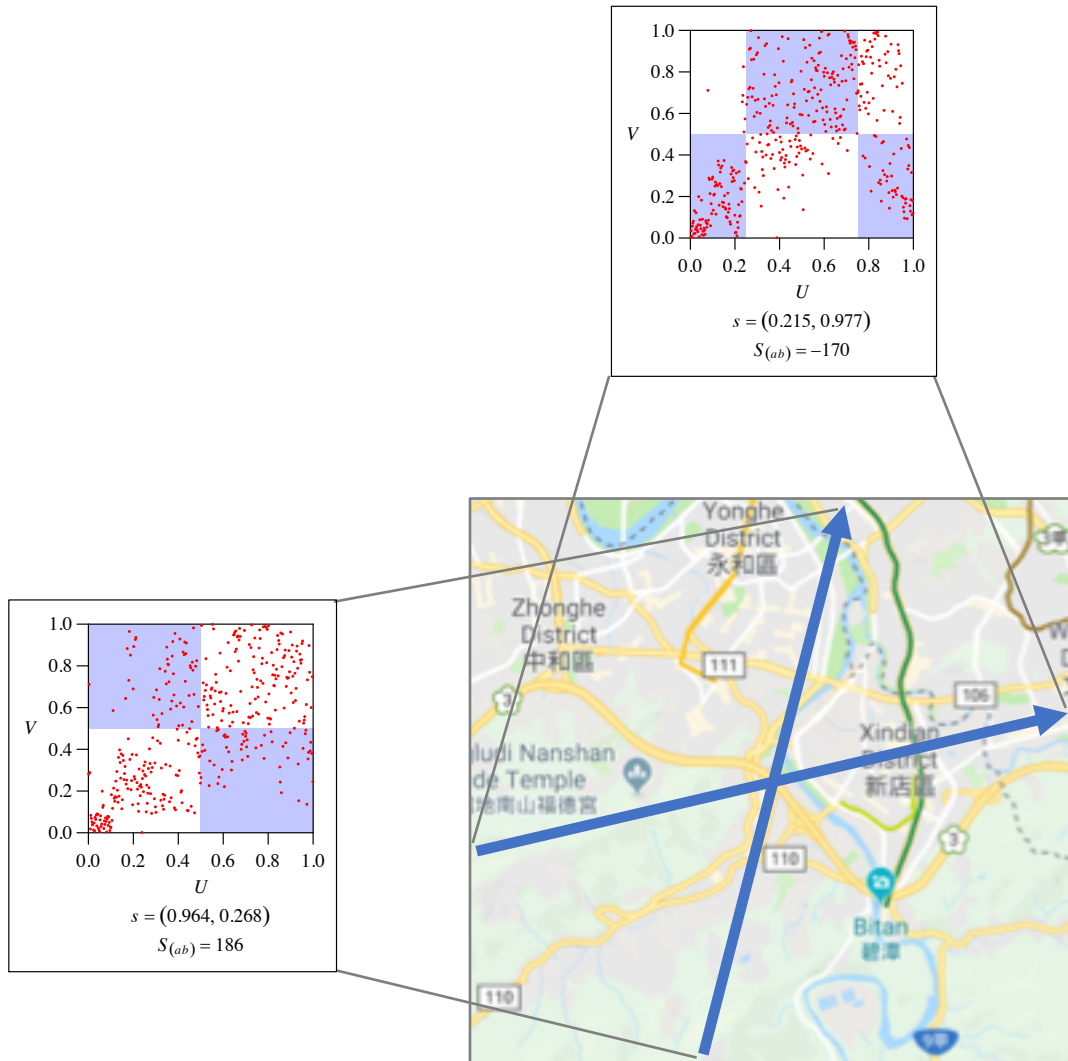 1.0
0.8
0.6
V
0.4
0.2
0.0
0.0 0.2 0.4 0.6 0.8 1.0
U
s = (0.215, 0.977)
S(ab) = –170
1.0
0.8
0.6
V
0.4
0.2
0.0
0.0 0.2 0.4 0.6 0.8 1.0
U
s = (0.964, 0.268)
S(ab) = 186
Yonghe
District
永和區
3甲
Zhonghe
District
中和區
111
3
106
Xindian
District
新店區
Nanshan
Temple
南山福德宮
3
110
Bitan
碧潭
110
9甲